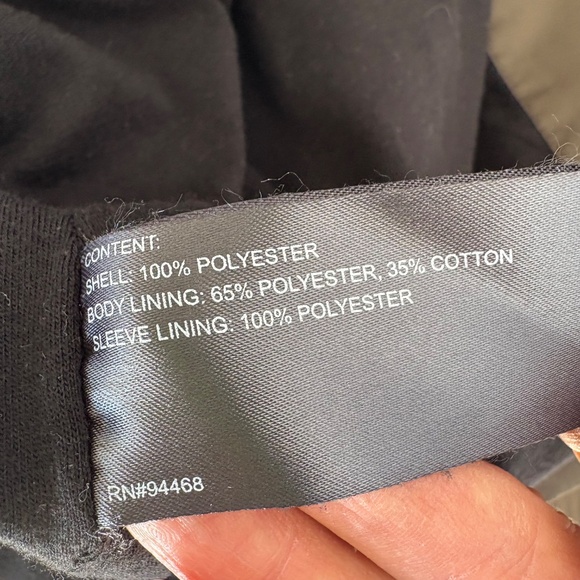 CONTENT:
SHELL: 100% POLYESTER
BODY LINING: 65% POLYESTER, 35% COTTON
SLEEVE LINING: 100% POLYESTER
RN#94468